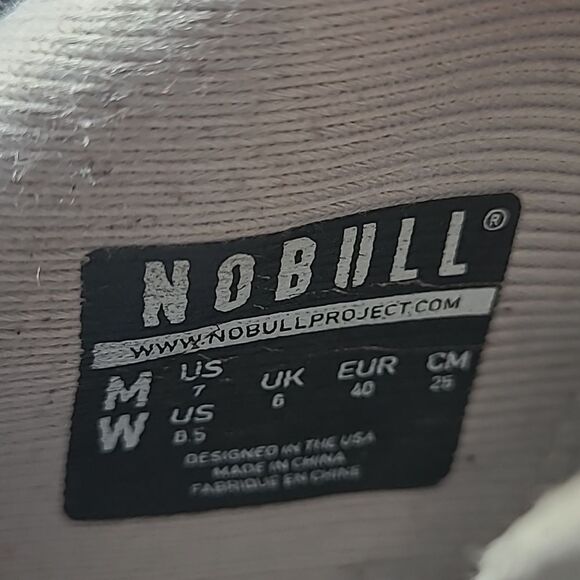 NOBULL®
WWW.NOBULLPROJECT.COM
M US 7 UK 6 EUR 40 CM 25
W US 8.5
DESIGNED IN THE USA
MADE IN CHINA
FABRIQUE EN CHINE